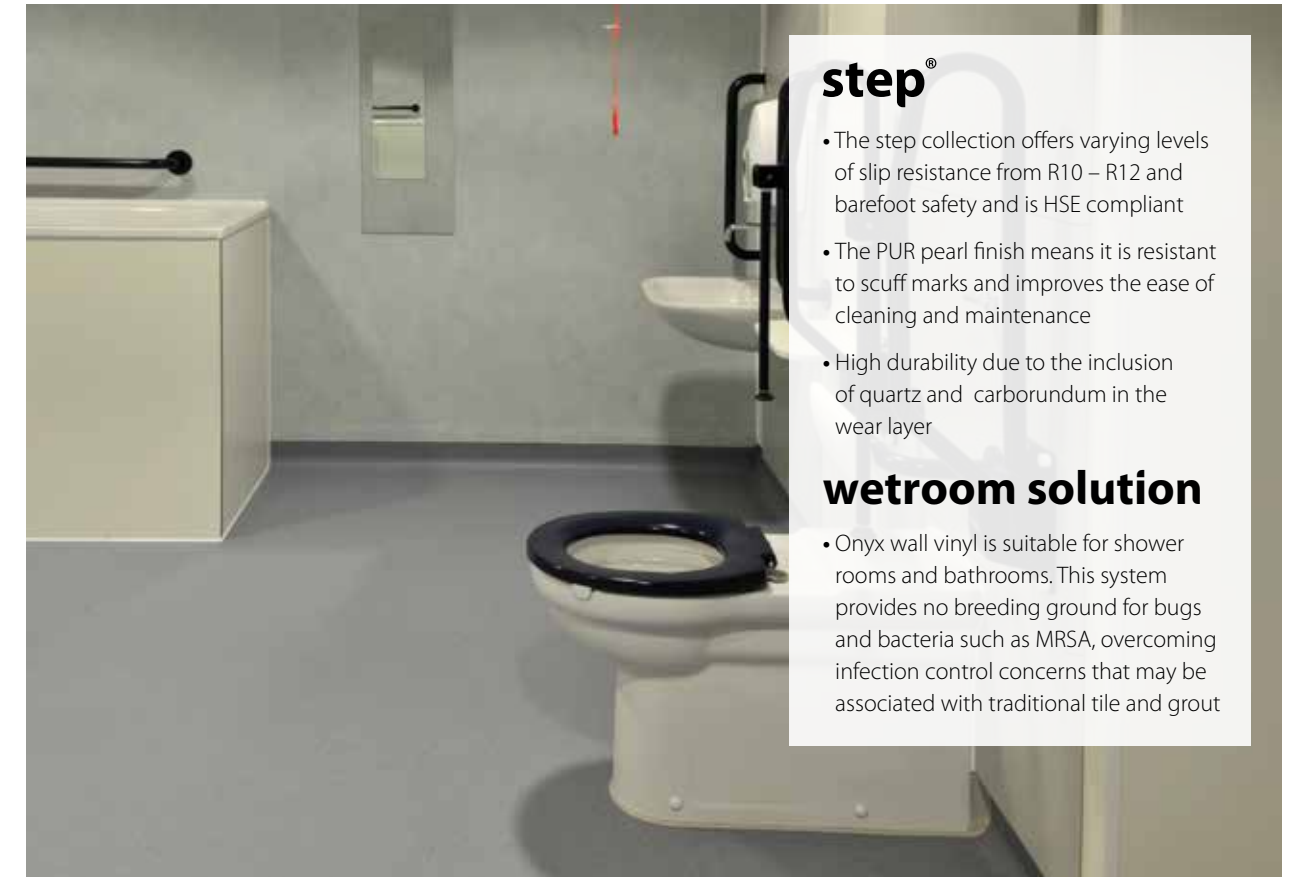 step®
• The step collection offers varying levels
of slip resistance from R10 – R12 and
barefoot safety and is HSE compliant
• The PUR pearl finish means it is resistant
to scuff marks and improves the ease of
cleaning and maintenance
• High durability due to the inclusion
of quartz and carborundum in the
wear layer
wetroom solution
• Onyx wall vinyl is suitable for shower
rooms and bathrooms. This system
provides no breeding ground for bugs
and bacteria such as MRSA, overcoming
infection control concerns that may be
associated with traditional tile and grout